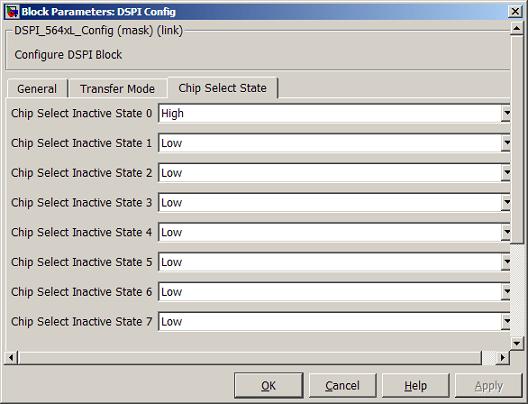 Block Parameters: DSPI Config
DSPI_564xL_Config (mask) (link)
Configure DSPI Block
General Transfer Mode Chip Select State
Chip Select Inactive State 0 High
Chip Select Inactive State 1 Low
Chip Select Inactive State 2 Low
Chip Select Inactive State 3 Low
Chip Select Inactive State 4 Low
Chip Select Inactive State 5 Low
Chip Select Inactive State 6 Low
Chip Select Inactive State 7 Low
OK Cancel Help Apply